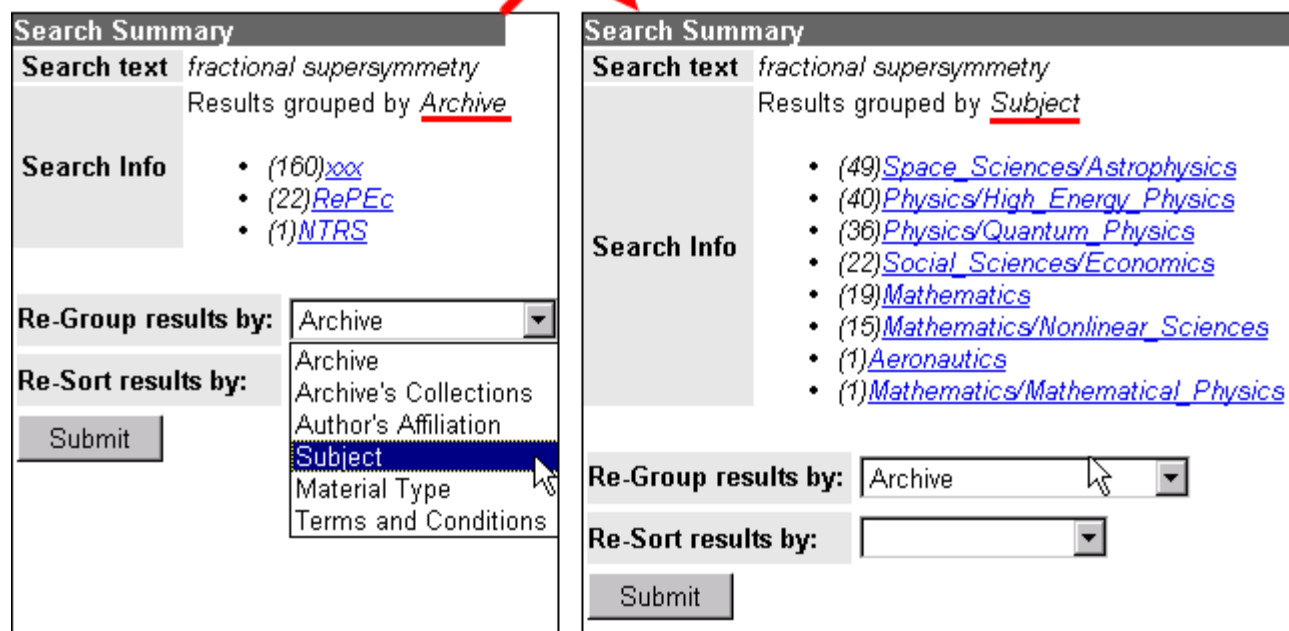 Search Summary
Search text fractional supersymmetry
Results grouped by Archive
Search Info
• (160)xxx
• (22)RePEc
• (1)NTRS
Re-Group results by: Archive
Archive
Re-Sort results by:
Archive's Collections
Author's Affiliation
Submit
Subject
Material Type
Terms and Conditions
Search Summary
Search text fractional supersymmetry
Results grouped by Subject
Search Info
• (49)Space_Sciences/Astrophysics
• (40)Physics/High_Energy_Physics
• (36)Physics/Quantum_Physics
• (22)Social_Sciences/Economics
• (19)Mathematics
• (15)Mathematics/Nonlinear_Sciences
• (1)Aeronautics
• (1)Mathematics/Mathematical_Physics
Re-Group results by: Archive
Re-Sort results by:
Submit